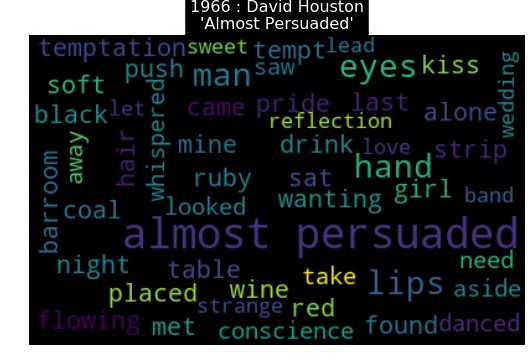 1966 : David Houston
'Almost Persuaded'
temptation sweet tempt lead
push man saw eyes kiss
soft
black let came pride last alone wedding
reflection
away hair whispered mine drink love strip
barroom ruby sat hand
coal looked wanting girl band
almost persuaded
night table take lips need
placed wine aside
strange red
flowing met conscience found danced